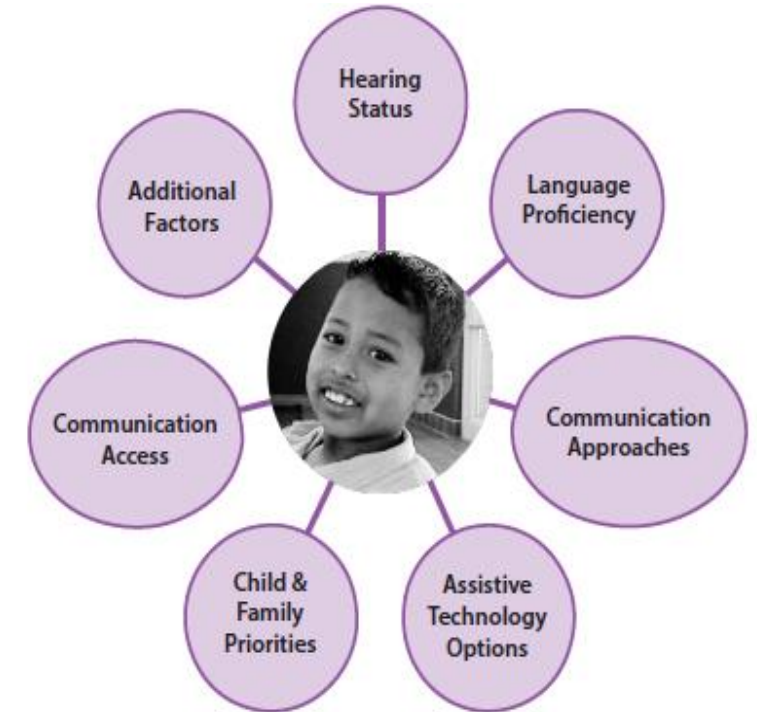 Hearing
Status
Language
Proficiency
Communication
Approaches
Assistive
Technology
Options
Child &
Family
Priorities
Communication
Access
Additional
Factors